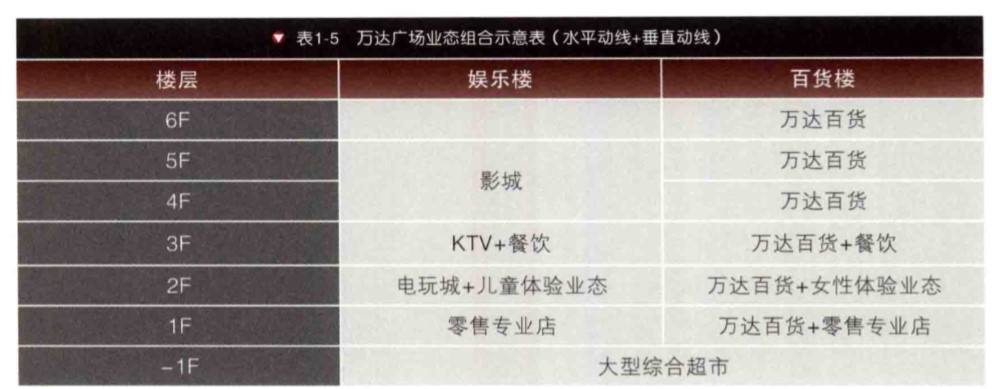 表1-5 万达广场业态组合示意表（水平动线+垂直动线）
楼层 娱乐楼 百货楼
6F 万达百货
5F 影城 万达百货
4F 万达百货
3F KTV+餐饮 万达百货+餐饮
2F 电玩城+儿童体验业态 万达百货+女性体验业态
1F 零售专业店 万达百货+零售专业店
-1F 大型综合超市